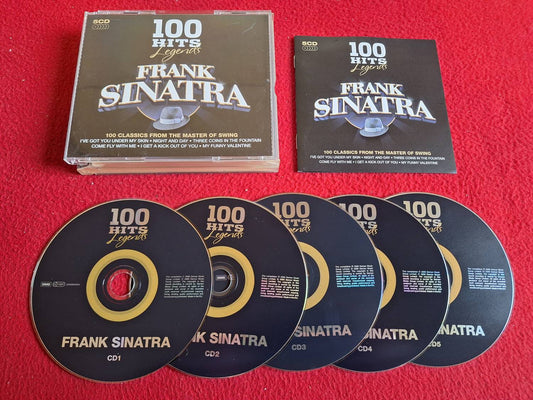 5CD
100
HITS
Legends
FRANK
SINATRA
100 CLASSICS FROM THE MASTER OF SWING
I'VE GOT YOU UNDER MY SKIN • NIGHT AND DAY • THREE COINS IN THE FOUNTAIN
COME FLY WITH ME • I GET A KICK OUT OF YOU • MY FUNNY VALENTINE
5CD
100
HITS
Legends
FRANK
SINATRA
100 CLASSICS FROM THE MASTER OF SWING
I'VE GOT YOU UNDER MY SKIN • NIGHT AND DAY • THREE COINS IN THE FOUNTAIN
COME FLY WITH ME • I GET A KICK OUT OF YOU • MY FUNNY VALENTINE
100
HITS
Legends
FRANK SINATRA
CD1
100
HITS
Legends
FRANK SINATRA
CD2
100
HITS
Legends
SINATRA
CD3
100
HITS
Legends
SINATRA
CD4
100
HITS
Legends
SINATRA
CD5